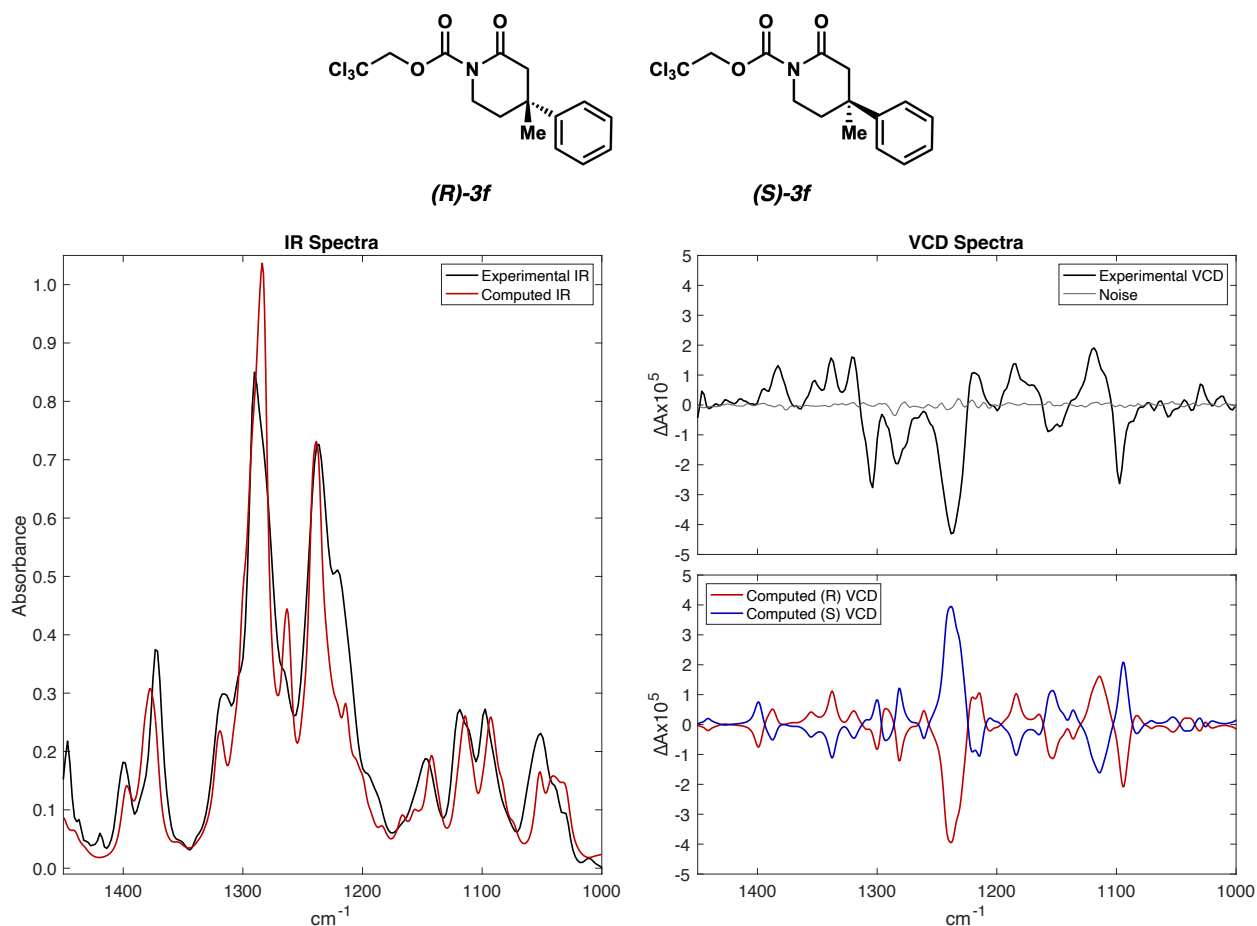 O O O O
Cl3C O N Cl3C O N
Me Me
(R)-3f (S)-3f
IR Spectra
Experimental IR
Computed IR
1.0
0.9
0.8
0.7
0.6
0.5
0.4
0.3
0.2
0.1
0.0
Absorbance
1400 1300 1200 1100 1000
cm-1
VCD Spectra
Experimental VCD
Noise
5
4
3
2
1
0
-1
-2
-3
-4
-5
ΔAx10^5
Computed (R) VCD
Computed (S) VCD
5
4
3
2
1
0
-1
-2
-3
-4
-5
ΔAx10^5
1400 1300 1200 1100 1000
cm-1